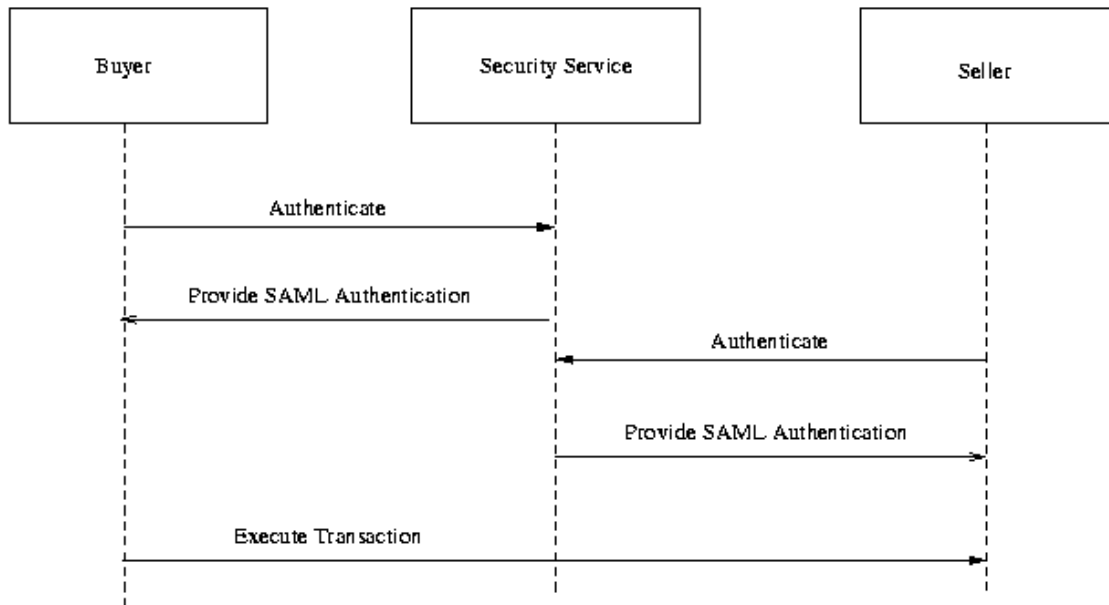 Buyer
Security Service
Seller
Authenticate
Provide SAML Authentication
Authenticate
Provide SAML Authentication
Execute Transaction